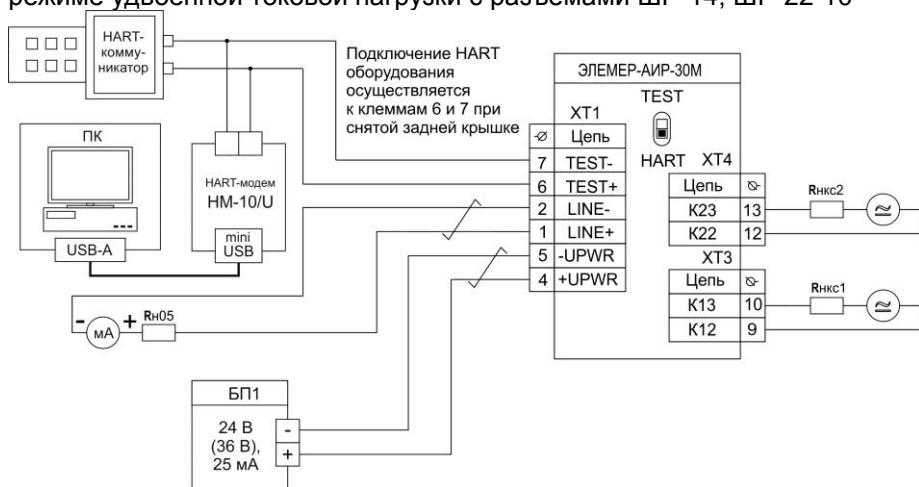 режиме удвоенной токовой нагрузки с разъемами ШР-14, ШР-22-10
HART-
комму-
никатор
Подключение HART
оборудования
осуществляется
к клеммам 6 и 7 при
снятой задней крышке
ПК
USB-A
HART-модем
HM-10/U
mini
USB
- мА + Rн05
БП1
24 В
(36 В),
25 мА
-
+
ЭЛЕМЕР-АИР-30М
TEST
HART
XT1
Цепь
7 TEST-
6 TEST+
2 LINE-
1 LINE+
5 -UPWR
4 +UPWR
XT4
Цепь
К23 13
К22 12
XT3
Цепь
К13 10
К12 9
Rнкс2
Rнкс1